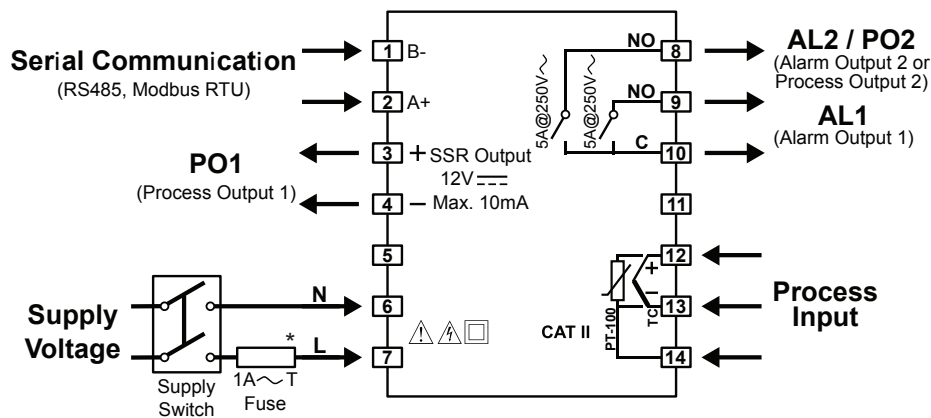 Serial Communication
(RS485, Modbus RTU)
PO1
(Process Output 1)
Supply
Voltage
Supply
Switch
N
* L
1A～ T
Fuse
1 B-
2 A+
3 + SSR Output
12V⎓
4 − Max. 10mA
5
6
7
5A@250V～
5A@250V～
NO 8
NO 9
C 10
11
12
13
14
+
−
PT-100
TC
CAT II
AL2 / PO2
(Alarm Output 2 or
Process Output 2)
AL1
(Alarm Output 1)
Process
Input